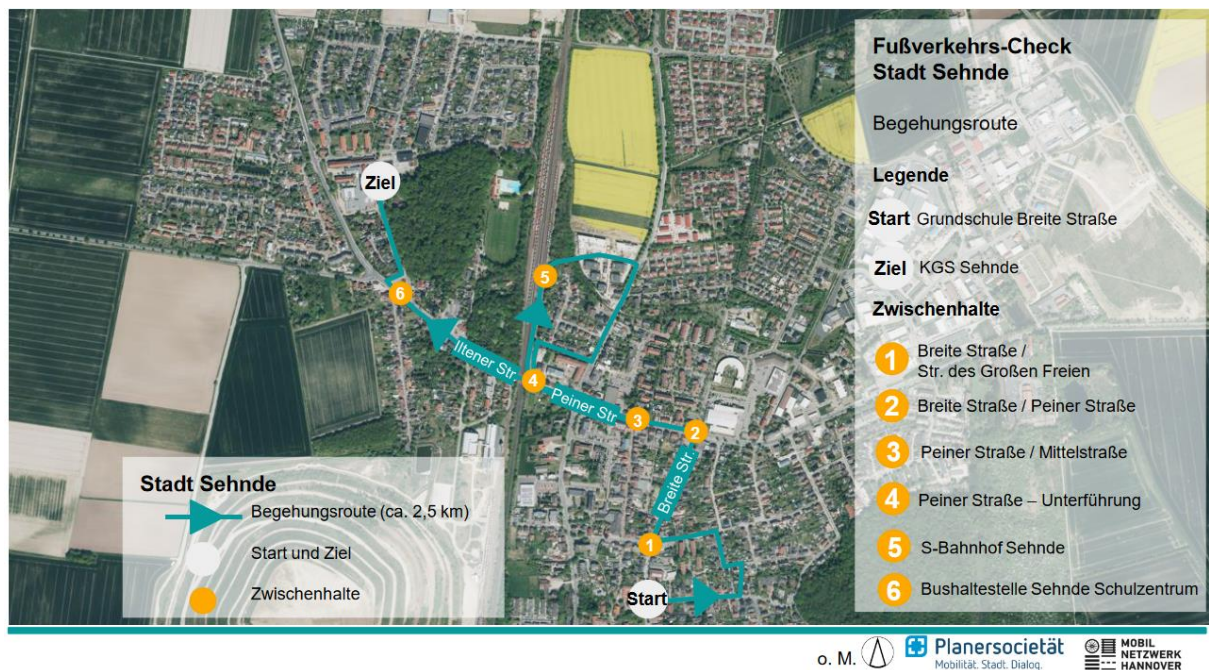 Fußverkehrs-Check
Stadt Sehnde
Begehungsroute
Legende
Start Grundschule Breite Straße
Ziel KGS Sehnde
Zwischenhalte
1 Breite Straße /
Str. des Großen Freien
2 Breite Straße / Peiner Straße
3 Peiner Straße / Mittelstraße
4 Peiner Straße – Unterführung
5 S-Bahnhof Sehnde
6 Bushaltestelle Sehnde Schulzentrum
Ziel
6
5
Iltener Str.
4
Peiner Str.
3
2
Breite Str.
1
Start
Stadt Sehnde
Begehungsroute (ca. 2,5 km)
Start und Ziel
Zwischenhalte
o. M.
Planersocietät
Mobilität. Stadt. Dialog.
MOBIL
NETZWERK
HANNOVER